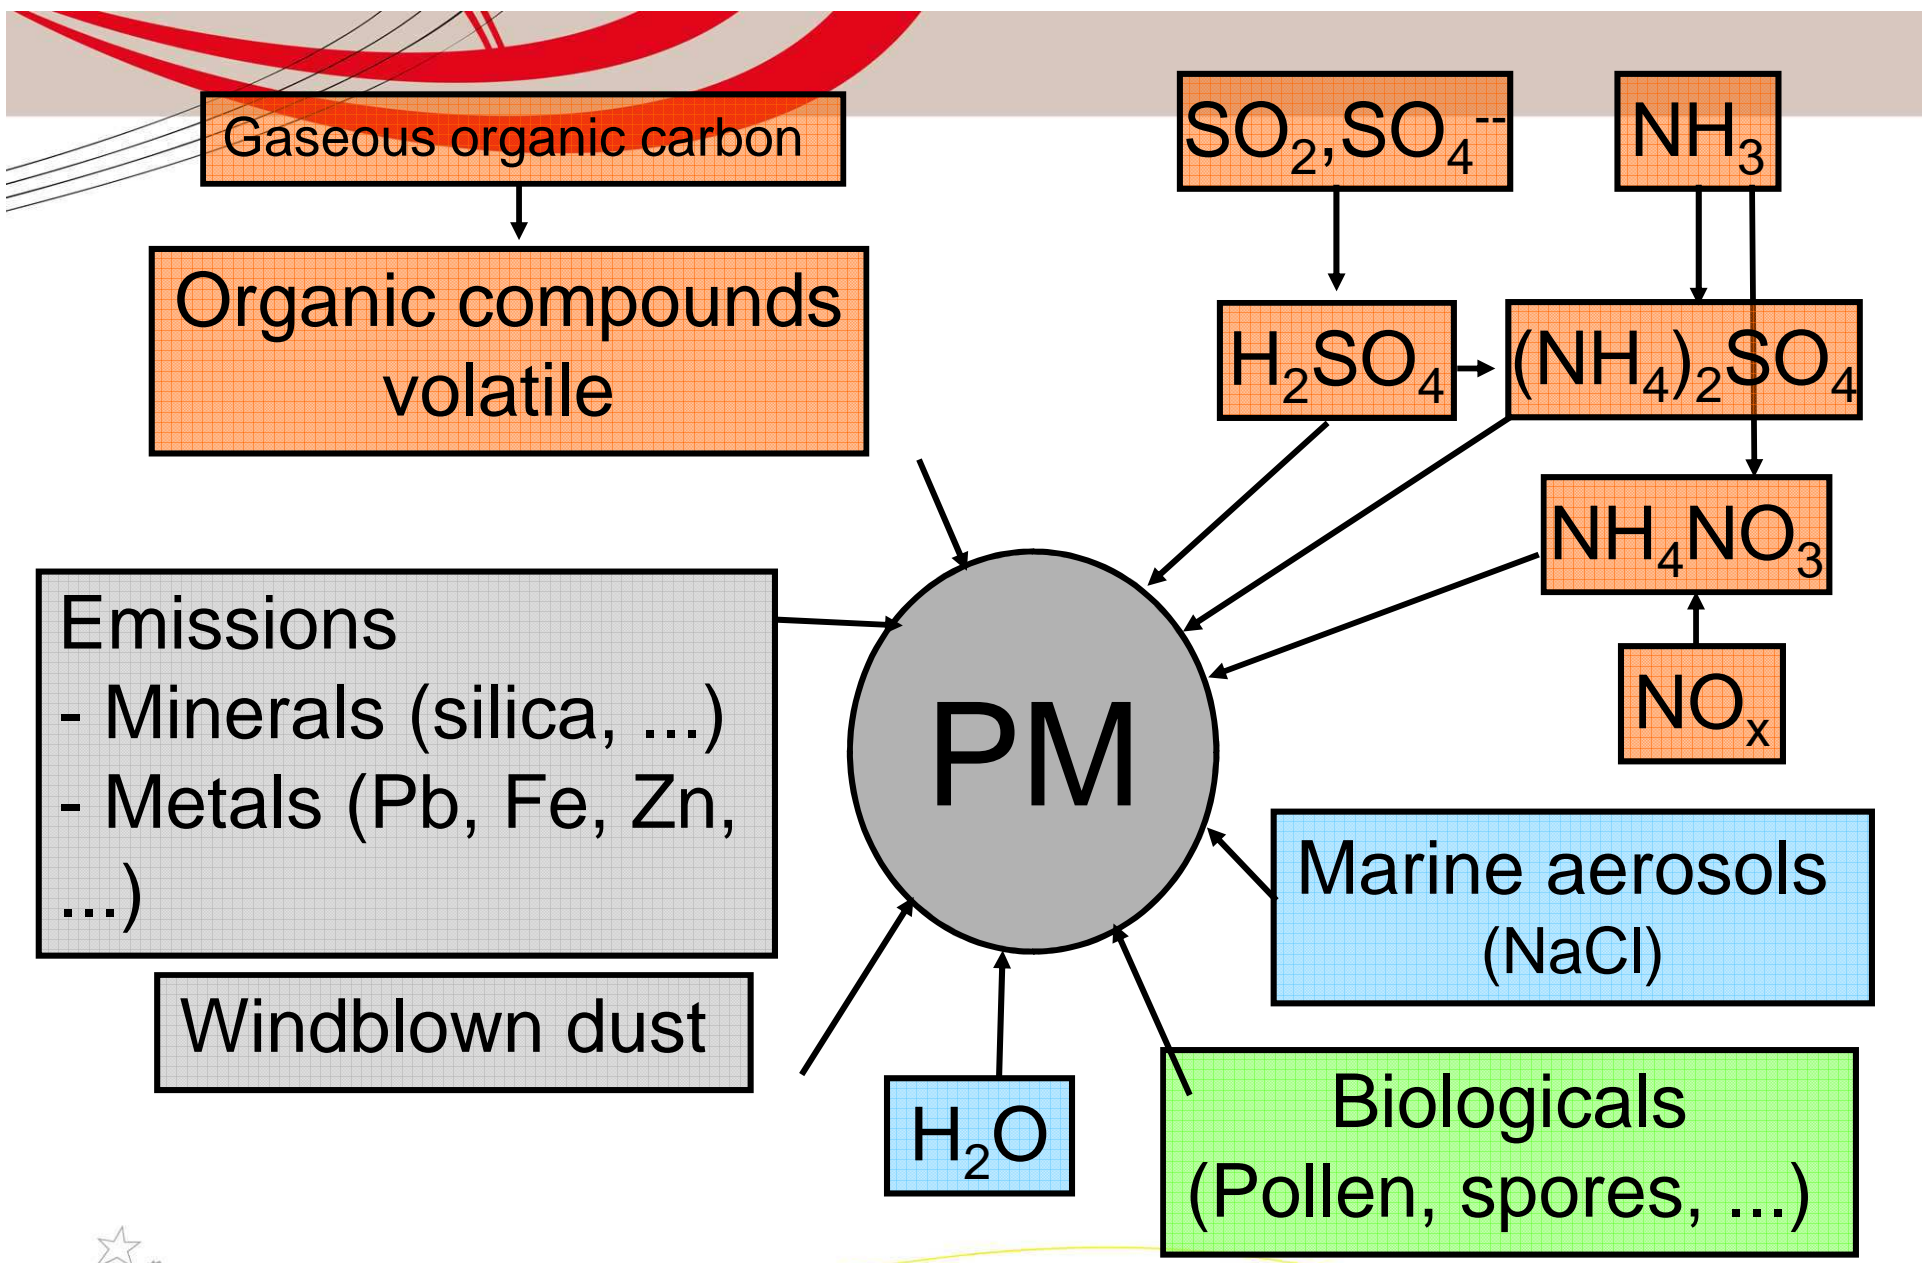 Gaseous organic carbon
SO₂,SO₄⁻⁻
NH₃
Organic compounds
volatile
H₂SO₄
(NH₄)₂SO₄
NH₄NO₃
NOₓ
Emissions
- Minerals (silica, ...)
- Metals (Pb, Fe, Zn,
...)
PM
Marine aerosols
(NaCl)
Windblown dust
H₂O
Biologicals
(Pollen, spores, ...)